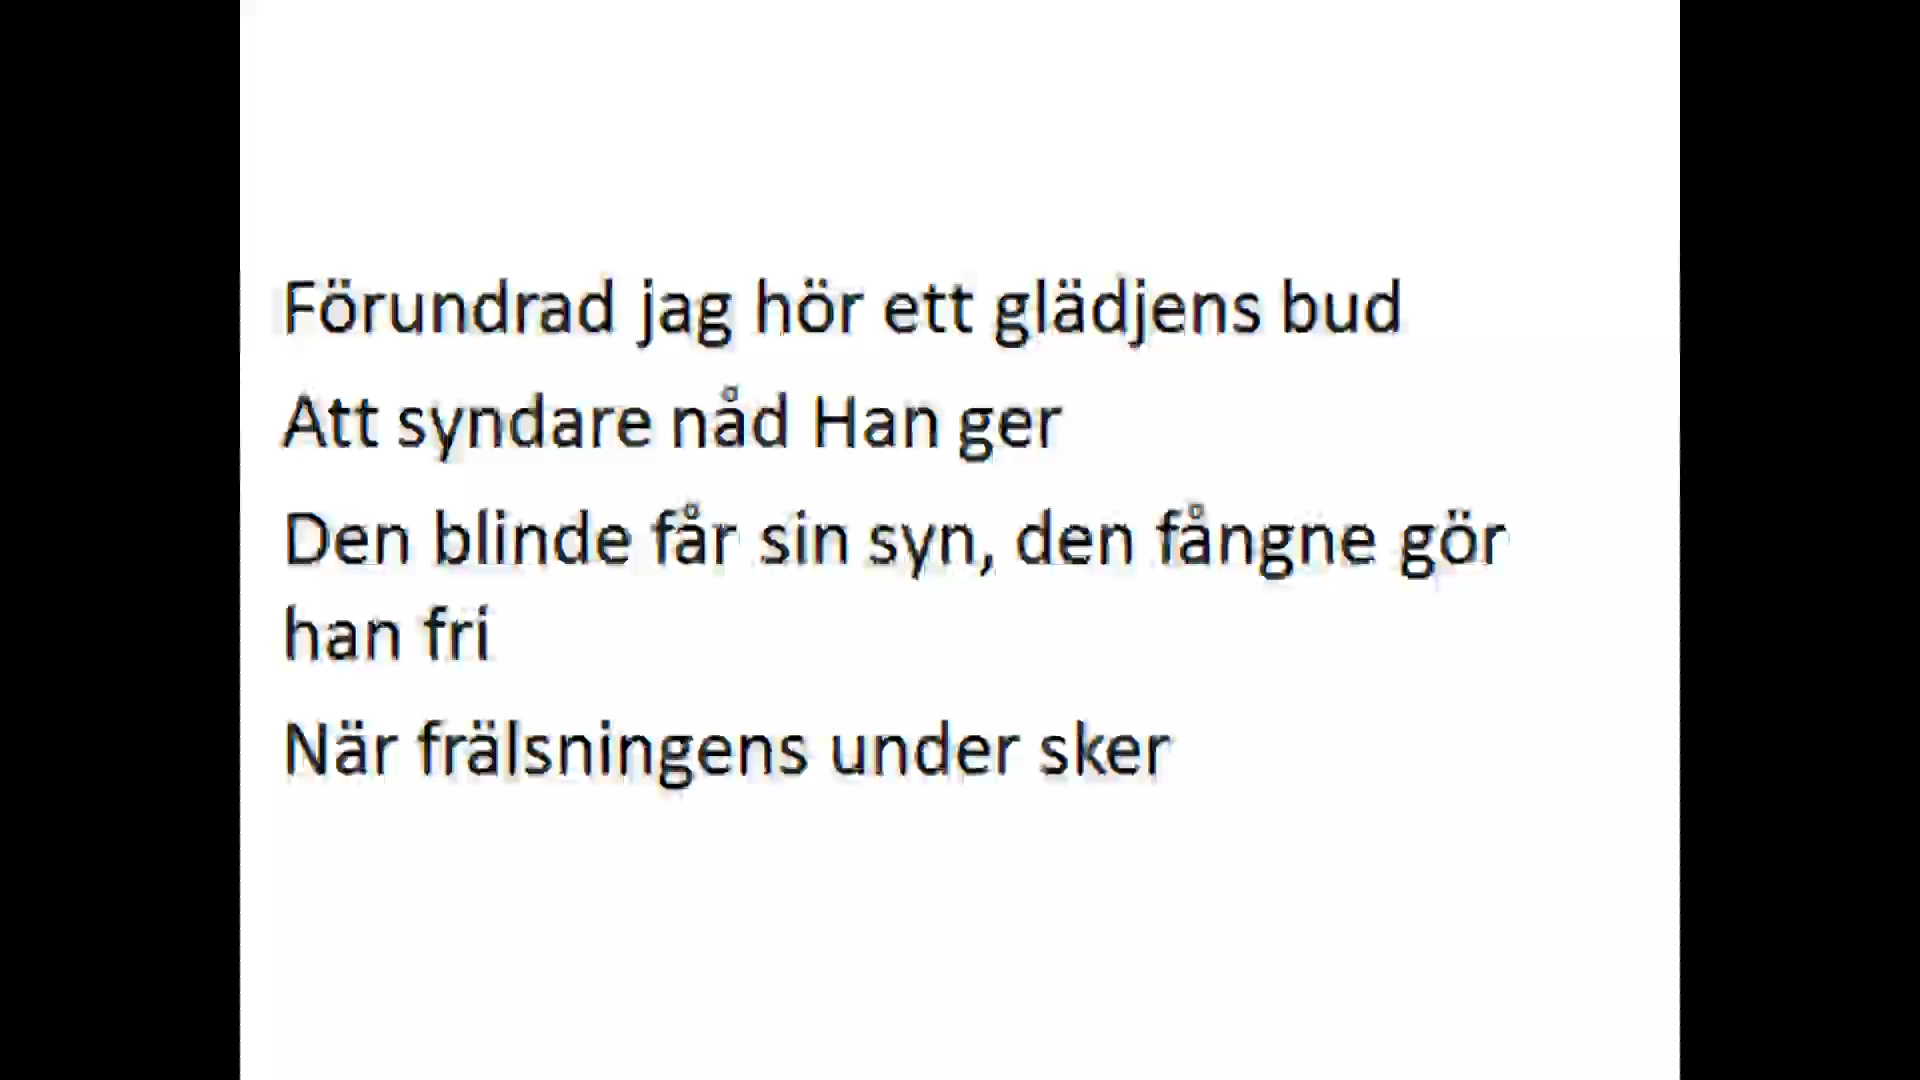 Förundrad jag hör ett glädjens bud
Att syndare nåd Han ger
Den blinde får sin syn, den fångne gör
han fri
När frälsningens under sker